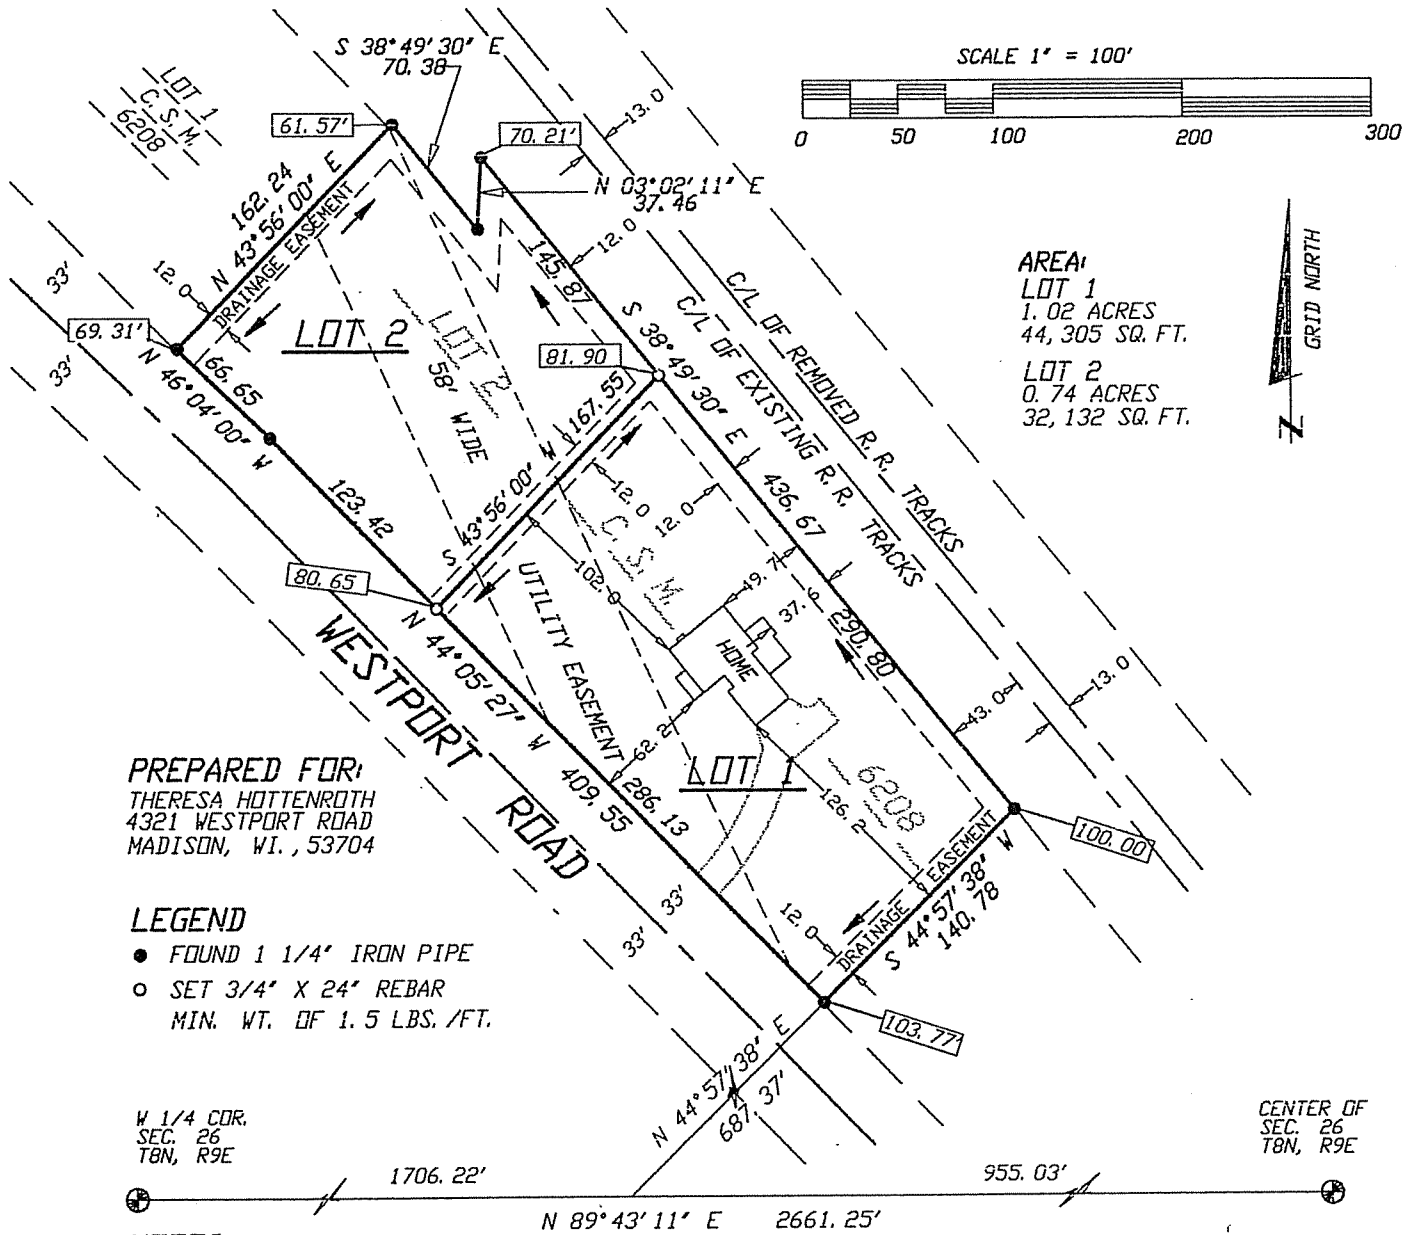 S 38°49'30" E
70.38
SCALE 1" = 100'
0 50 100 200 300
LOT 1
C.S.M.
6208
61.57'
70.21'
13.0
N 03°02'11" E
37.46
162.24
N 43°56'00" E
DRAINAGE EASEMENT
12.0
12.0
145.87
33'
33'
69.31'
LOT 2
LOT 2
58' WIDE
81.90
S 38°49'30" E
C/L OF EXISTING R.R. TRACKS
C/L OF REMOVED R.R. TRACKS
AREA:
LOT 1
1.02 ACRES
44,305 SQ.FT.
LOT 2
0.74 ACRES
32,132 SQ.FT.
GRID NORTH
N
66.65
N 46°04'00" W
123.42
167.55
S 43°56'00" W
12.0
12.0
436.67
C.S.M.
80.65
102.0
49.7
37.6
290.80
UTILITY EASEMENT
HOME
N 44°05'27" W
409.55
286.13
62.2
LOT 1
126.2
6208
43.0
13.0
WESTPORT ROAD
PREPARED FOR:
THERESA HOTTENROTH
4321 WESTPORT ROAD
MADISON, WI., 53704
100.00
DRAINAGE EASEMENT
S 44°57'38" W
140.78
12.0
33'
33'
LEGEND
FOUND 1 1/4" IRON PIPE
SET 3/4" X 24" REBAR
MIN. WT. OF 1.5 LBS./FT.
103.77'
N 44°57'38" E
687.37'
W 1/4 COR.
SEC. 26
T8N, R9E
CENTER OF
SEC. 26
T8N, R9E
1706.22'
955.03'
N 89°43'11" E 2661.25'